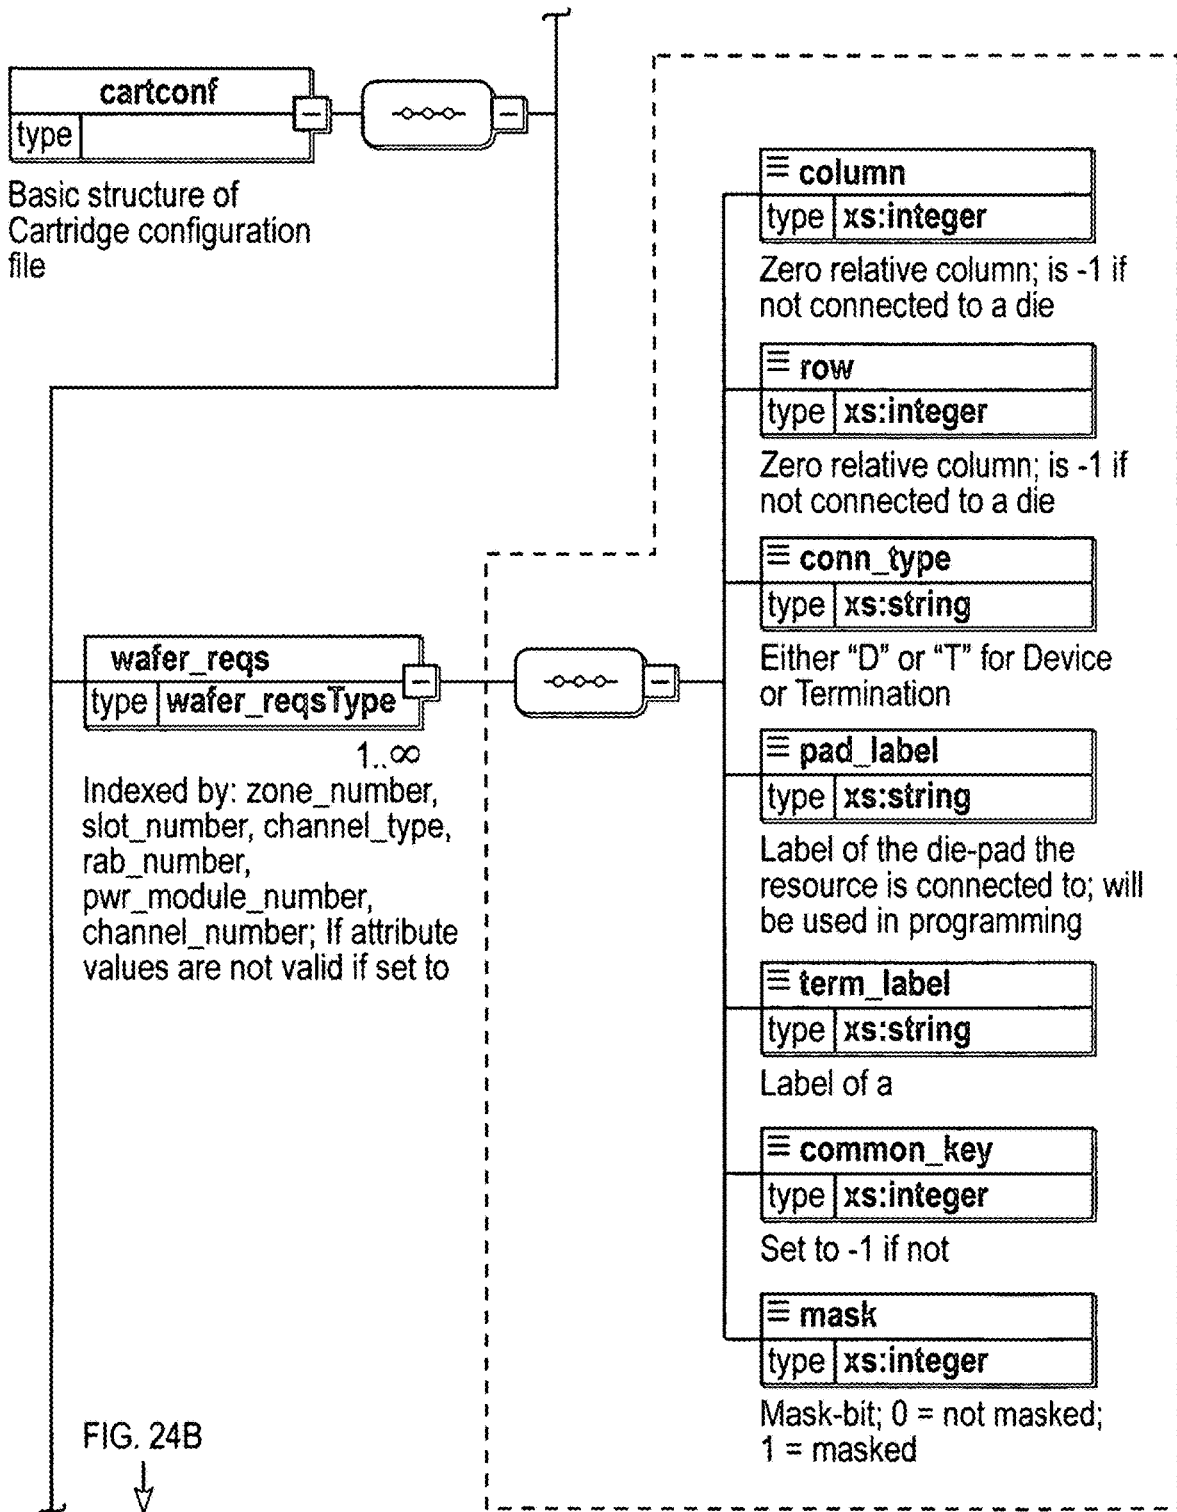 cartconf
type
Basic structure of
Cartridge configuration
file
column
type xs:integer
Zero relative column; is -1 if
not connected to a die
row
type xs:integer
Zero relative column; is -1 if
not connected to a die
conn_type
type xs:string
Either “D” or “T” for Device
or Termination
wafer_reqs
type wafer_reqsType
1..∞
Indexed by: zone_number,
slot_number, channel_type,
rab_number,
pwr_module_number,
channel_number; If attribute
values are not valid if set to
pad_label
type xs:string
Label of the die-pad the
resource is connected to; will
be used in programming
term_label
type xs:string
Label of a
common_key
type xs:integer
Set to -1 if not
mask
type xs:integer
Mask-bit; 0 = not masked;
1 = masked
FIG. 24B